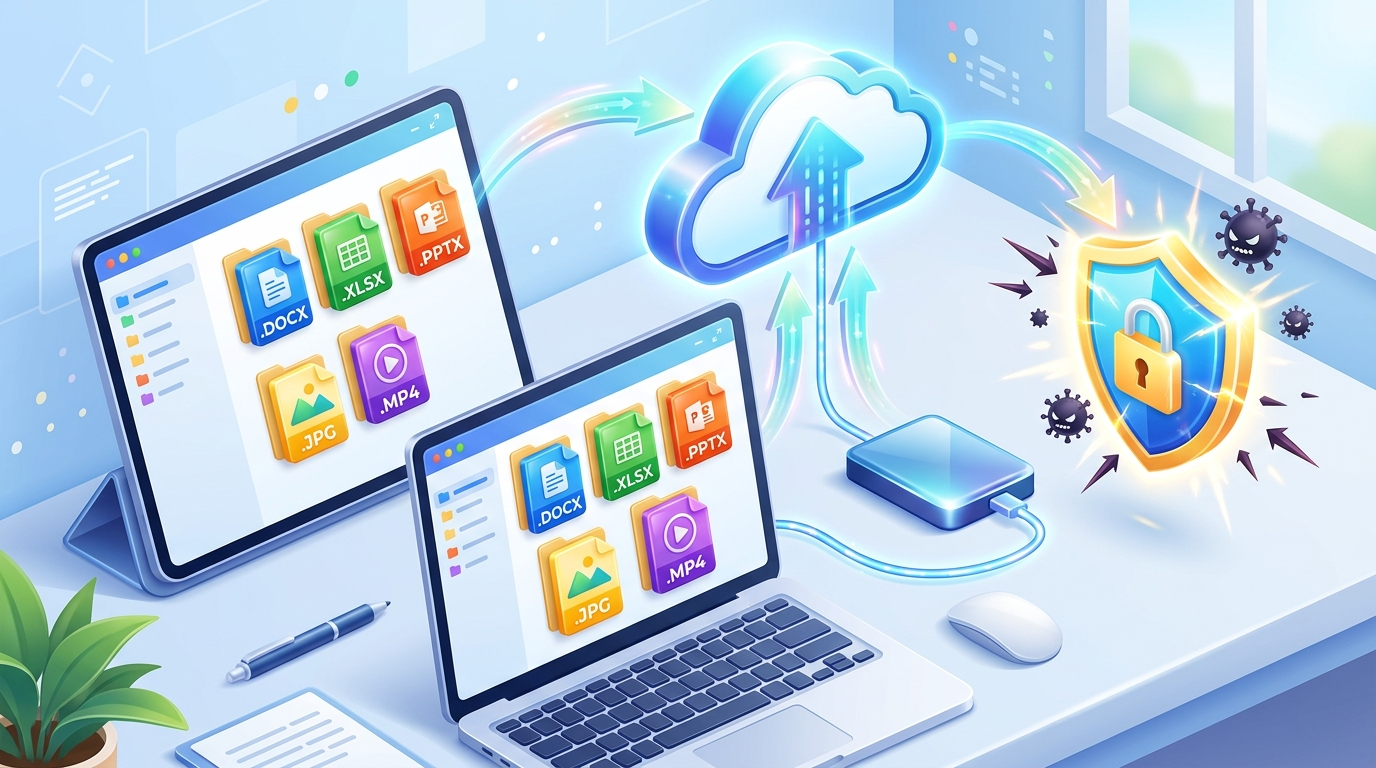 .DOCX
.XLSX
P
.PPTX
.JPG
.MP4
.DOCX
.XLSX
P
.PPTX
.JPG
.MP4